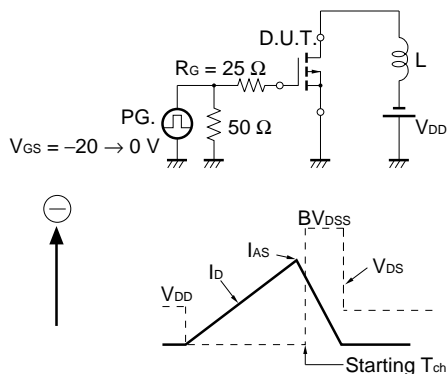 D.U.T.
L
RG = 25 Ω
PG.
50 Ω
VDD
VGS = −20 → 0 V
−
BVDSS
IAS
ID
VDS
VDD
Starting Tch